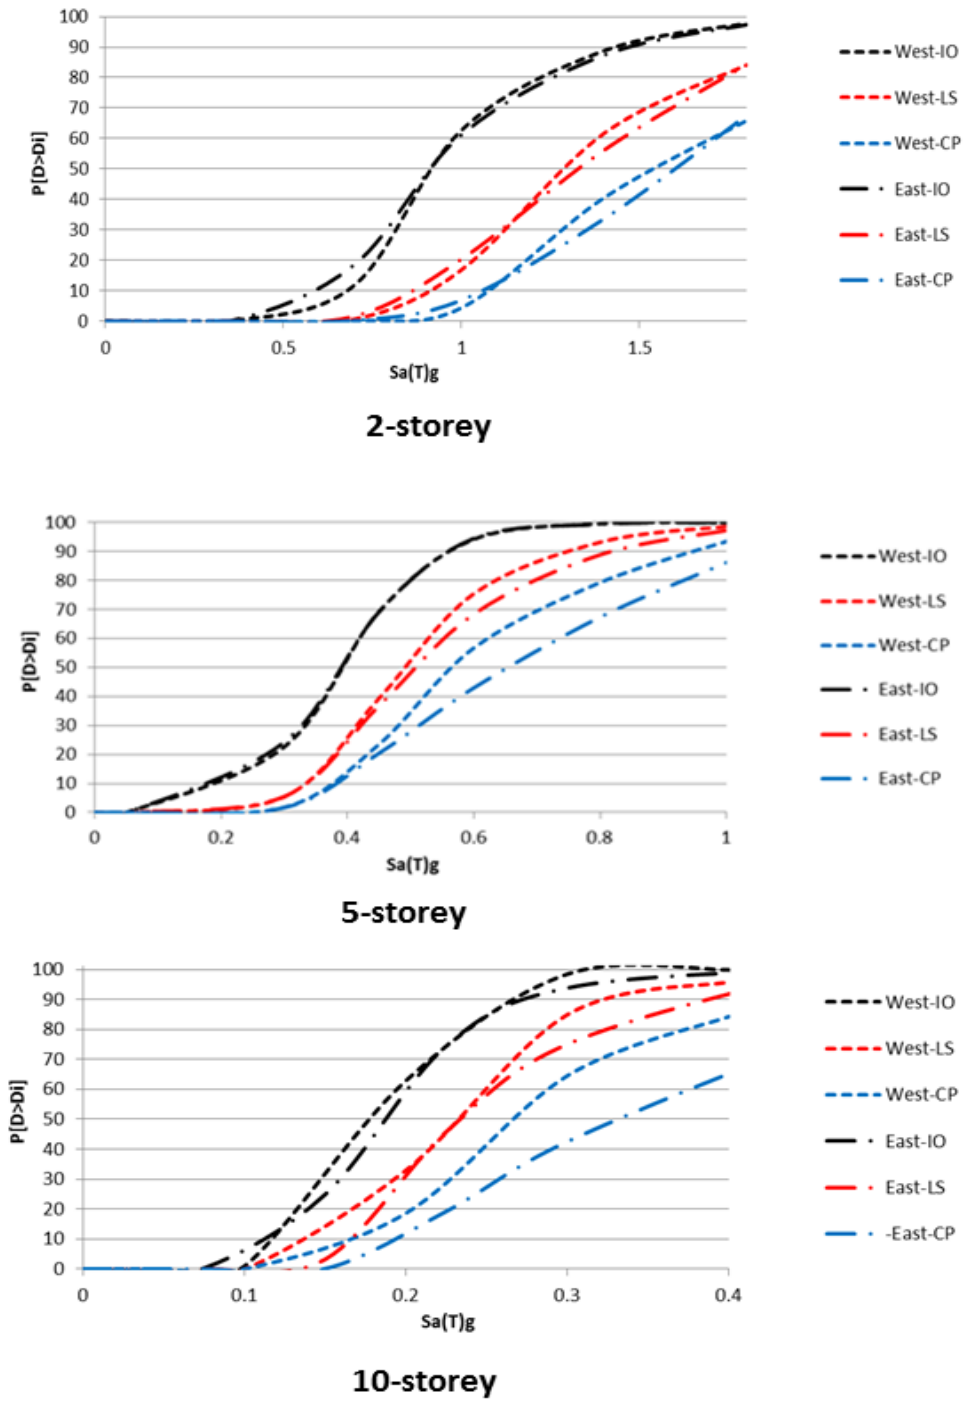 100
90
80
70
60
50
40
30
20
10
0
P[D>Di]
0 0.5 1 1.5
Sa(T)g
West-IO
West-LS
West-CP
East-IO
East-LS
East-CP
2-storey
100
90
80
70
60
50
40
30
20
10
0
P[D>Di]
0 0.2 0.4 0.6 0.8 1
Sa(T)g
West-IO
West-LS
West-CP
East-IO
East-LS
East-CP
5-storey
100
90
80
70
60
50
40
30
20
10
0
P[D>Di]
0 0.1 0.2 0.3 0.4
Sa(T)g
West-IO
West-LS
West-CP
East-IO
East-LS
-East-CP
10-storey